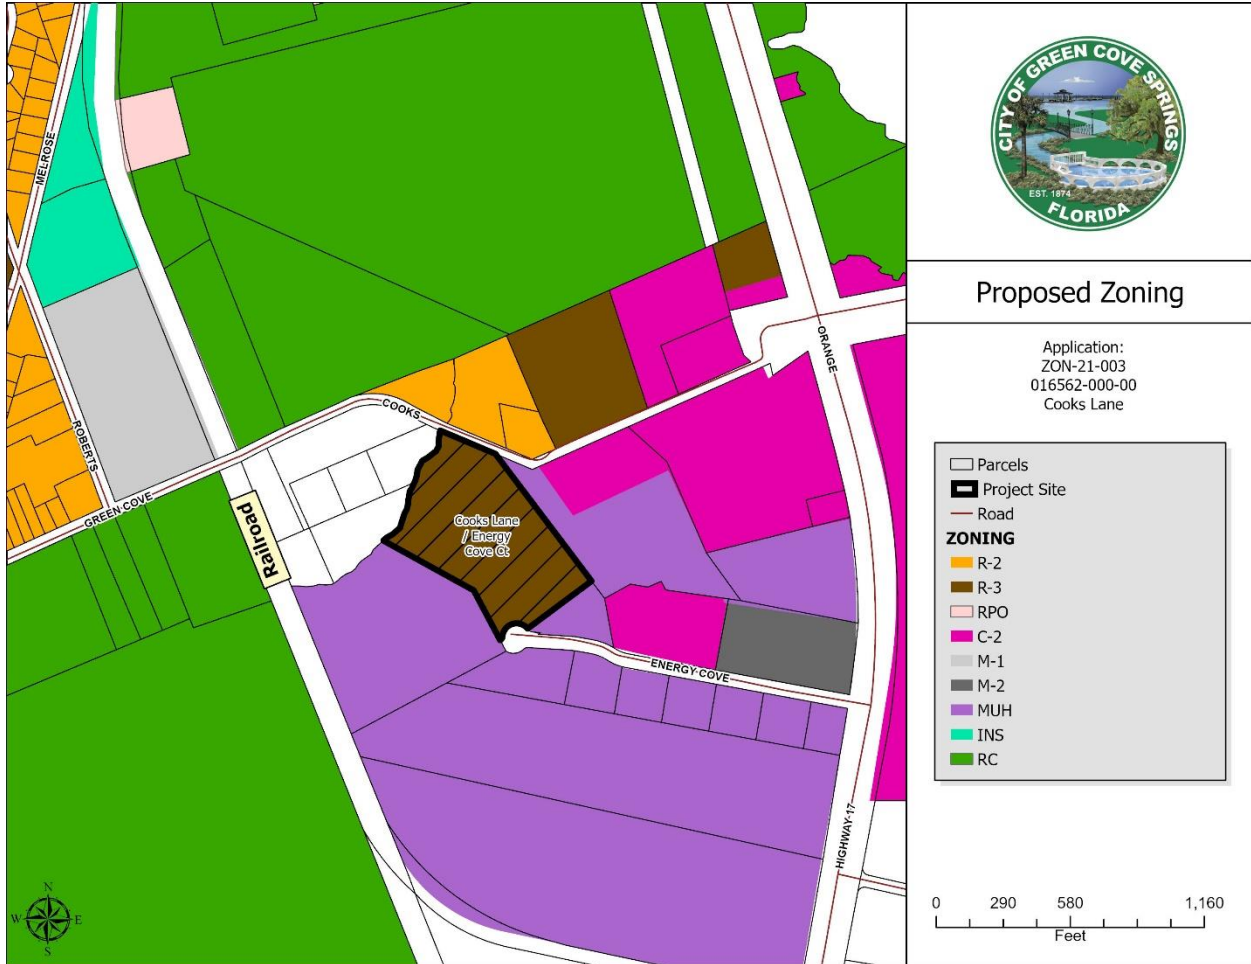 MELROSE
ROBERTS
GREEN COVE
COOKS
Railroad
Cooks Lane
/ Energy
Cove Ct
ORANGE
ENERGY COVE
HIGHWAY 17
N
W
E
S
CITY OF GREEN COVE SPRINGS
EST. 1874
FLORIDA
Proposed Zoning
Application:
ZON-21-003
016562-000-00
Cooks Lane
Parcels
Project Site
Road
ZONING
R-2
R-3
RPO
C-2
M-1
M-2
MUH
INS
RC
0 290 580 1,160
Feet